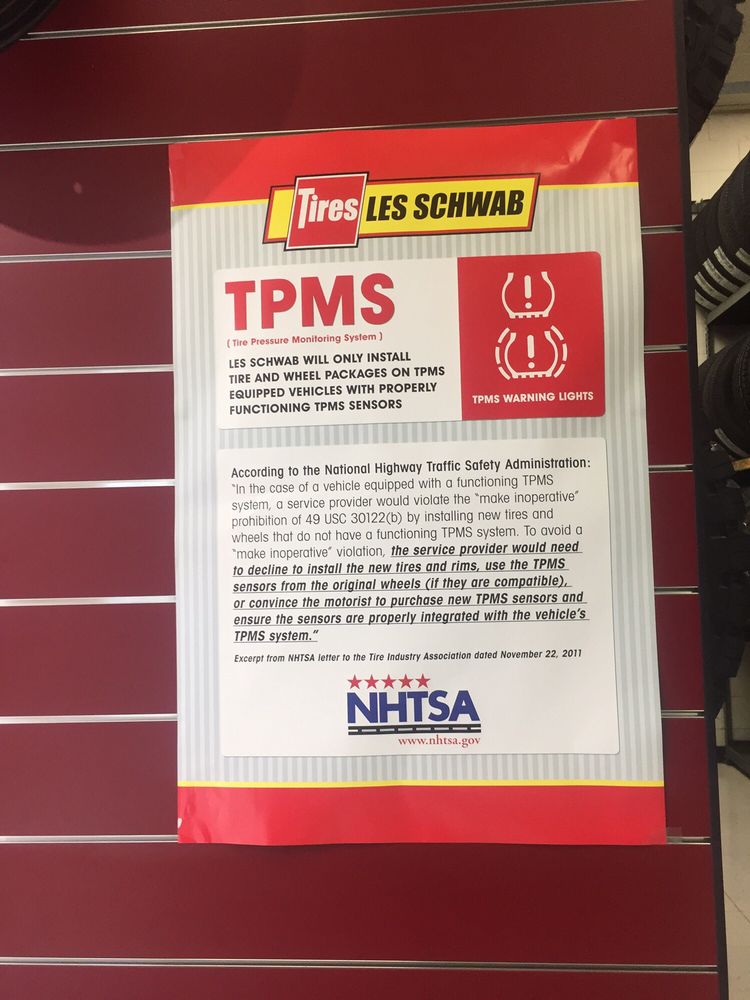 Tires LES SCHWAB
TPMS
( Tire Pressure Monitoring System )
LES SCHWAB WILL ONLY INSTALL
TIRE AND WHEEL PACKAGES ON TPMS
EQUIPPED VEHICLES WITH PROPERLY
FUNCTIONING TPMS SENSORS
TPMS WARNING LIGHTS
According to the National Highway Traffic Safety Administration:
"In the case of a vehicle equipped with a functioning TPMS
system, a service provider would violate the "make inoperative"
prohibition of 49 USC 30122(b) by installing new tires and
wheels that do not have a functioning TPMS system. To avoid a
"make inoperative" violation, the service provider would need
to decline to install the new tires and rims, use the TPMS
sensors from the original wheels (if they are compatible),
or convince the motorist to purchase new TPMS sensors and
ensure the sensors are properly integrated with the vehicle's
TPMS system."
Excerpt from NHTSA letter to the Tire Industry Association dated November 22, 2011
NHTSA
www.nhtsa.gov